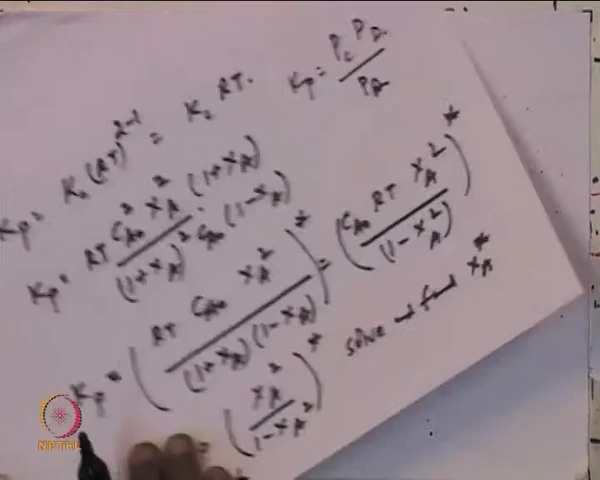 Kp = Kc (RT)^2-1 = Kc RT. Kp = Pc PD / PA
Kp = RT CA0^2 XA^2 (1+XA) / (1+XA)^2 CA0 (1-XA)
Kp = (RT CA0 XA^2 / (1+XA) (1-XA))* = (CA0 RT XA^2 / (1-XA^2))*
= (XA^2 / 1-XA^2)* solve and find XA*
NPTEL